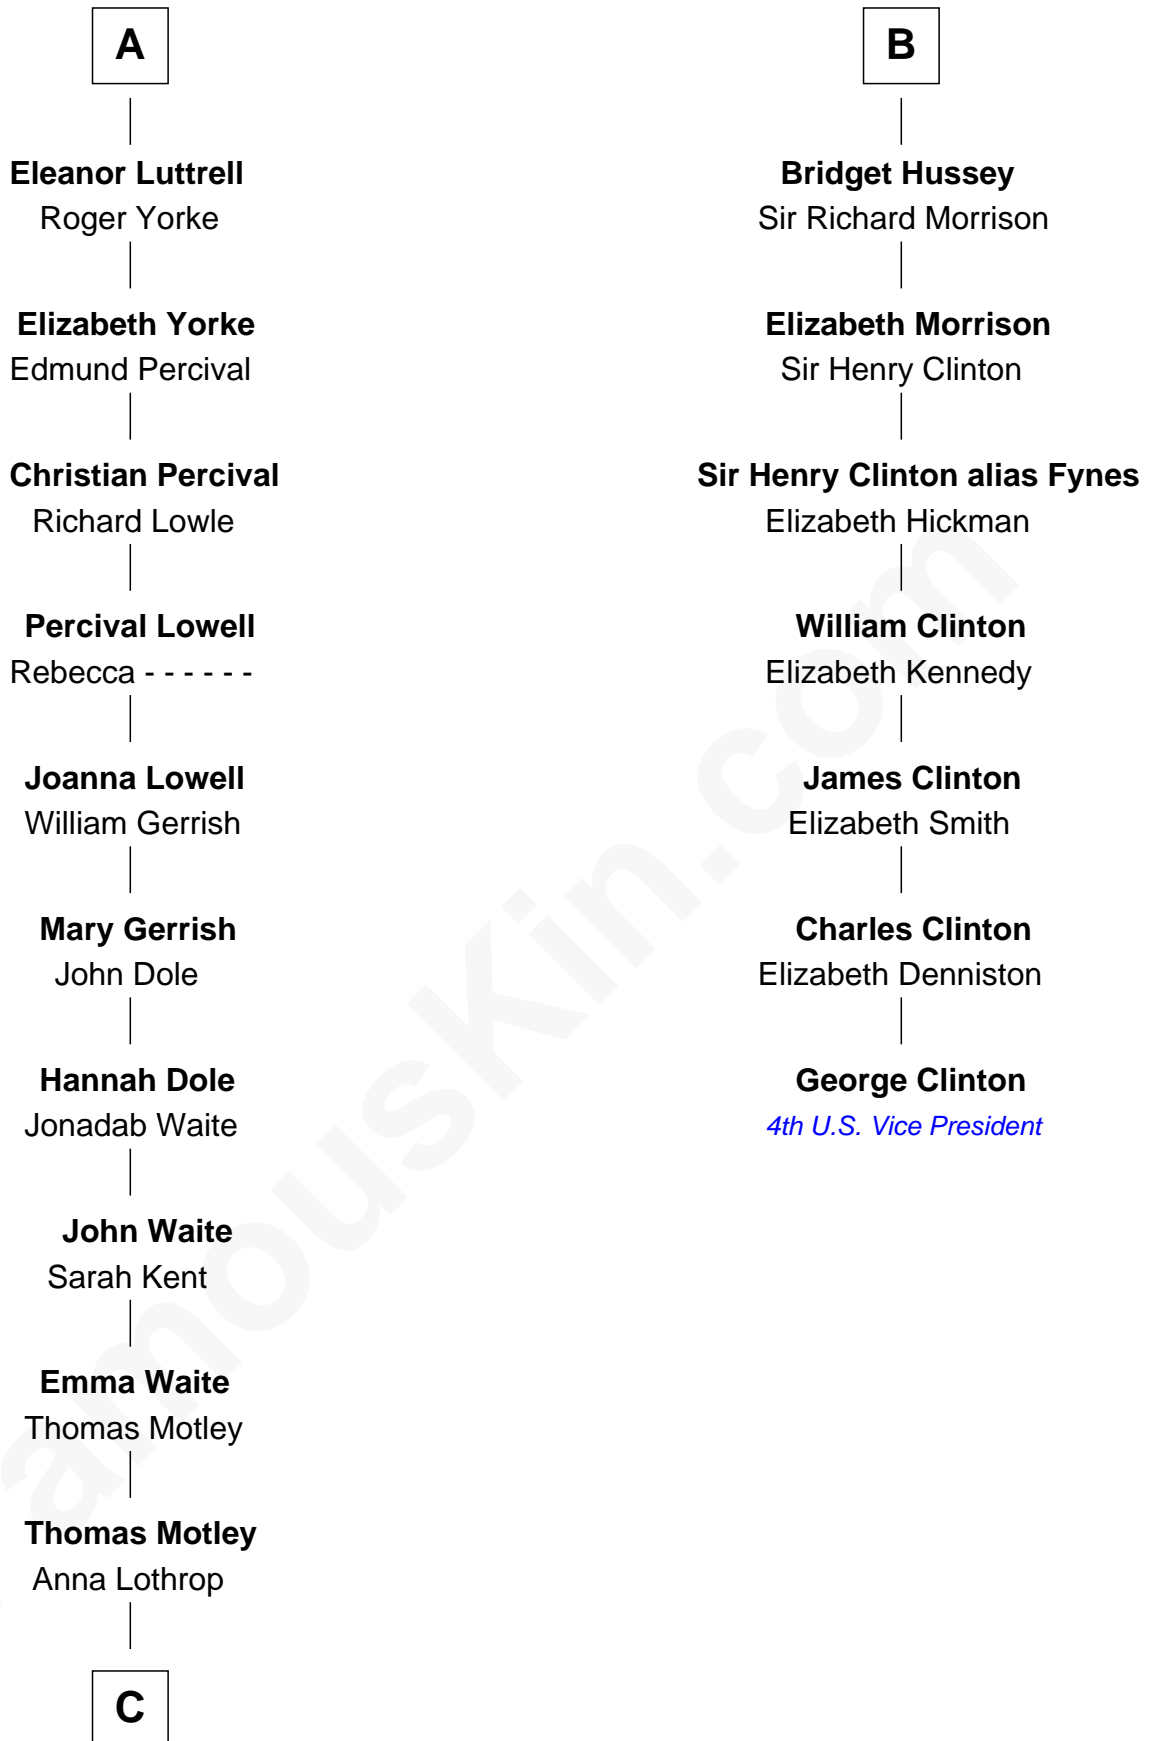 A
Eleanor Luttrell
Roger Yorke
Elizabeth Yorke
Edmund Percival
Christian Percival
Richard Lowle
Percival Lowell
Rebecca - - - - - -
Joanna Lowell
William Gerrish
Mary Gerrish
John Dole
Hannah Dole
Jonadab Waite
John Waite
Sarah Kent
Emma Waite
Thomas Motley
Thomas Motley
Anna Lothrop
C
B
Bridget Hussey
Sir Richard Morrison
Elizabeth Morrison
Sir Henry Clinton
Sir Henry Clinton alias Fynes
Elizabeth Hickman
William Clinton
Elizabeth Kennedy
James Clinton
Elizabeth Smith
Charles Clinton
Elizabeth Denniston
George Clinton
4th U.S. Vice President
amouskin.com